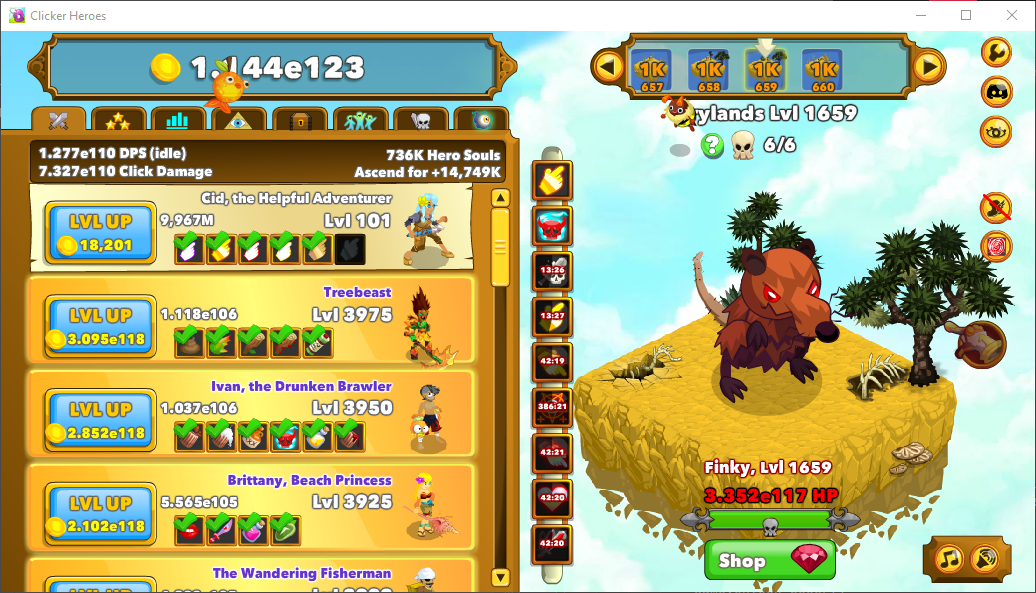 Clicker Heroes
1.144e123
1.277e110 DPS (idle)
7.327e110 Click Damage
736K Hero Souls
Ascend for +14,749K
Cid, the Helpful Adventurer
LVL UP
18,201
9,967M
Lvl 101
Treebeast
LVL UP
3.095e118
1.118e106
Lvl 3975
Ivan, the Drunken Brawler
LVL UP
2.852e118
1.037e106
Lvl 3950
Brittany, Beach Princess
LVL UP
2.102e118
5.565e105
Lvl 3925
The Wandering Fisherman
LVL UP
13:26
13:27
42:19
386:21
42:21
42:20
42:20
1K
657
1K
658
1K
659
1K
660
ylands Lvl 1659
?
6/6
Finky, Lvl 1659
3.352e117 HP
Shop